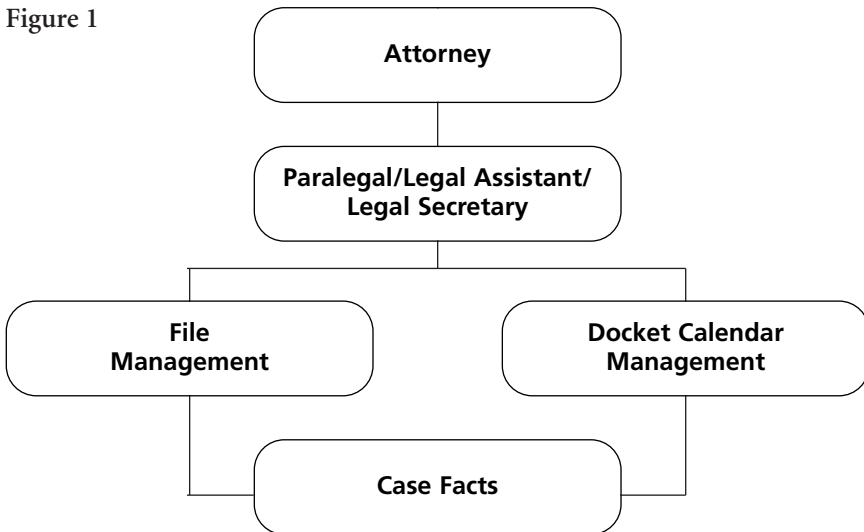 Figure 1
Attorney
Paralegal/Legal Assistant/
Legal Secretary
File
Management
Docket Calendar
Management
Case Facts